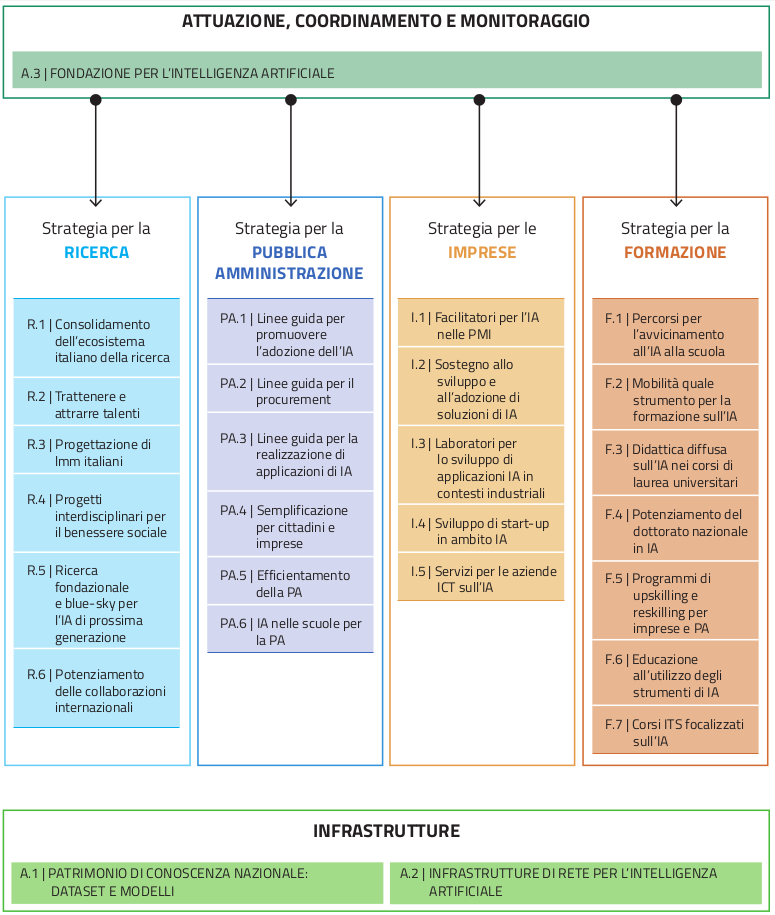 ATTUAZIONE, COORDINAMENTO E MONITORAGGIO
A.3 | FONDAZIONE PER L'INTELLIGENZA ARTIFICIALE
Strategia per la
RICERCA
R.1 | Consolidamento
dell'ecosistema
italiano della ricerca
R.2 | Trattenere e
attrarre talenti
R.3 | Progettazione di
lmm italiani
R.4 | Progetti
interdisciplinari per
il benessere sociale
R.5 | Ricerca
fondazionale
e blue-sky per
l'IA di prossima
generazione
R.6 | Potenziamento
delle collaborazioni
internazionali
Strategia per la
PUBBLICA
AMMINISTRAZIONE
PA.1 | Linee guida per
promuovere
l'adozione dell'IA
PA.2 | Linee guida per il
procurement
PA.3 | Linee guida per la
realizzazione di
applicazioni di IA
PA.4 | Semplificazione
per cittadini e
imprese
PA.5 | Efficientamento
della PA
PA.6 | IA nelle scuole per
la PA
Strategia per le
IMPRESE
I.1 | Facilitatori per l'IA
nelle PMI
I.2 | Sostegno allo
sviluppo e
all'adozione di
soluzioni di IA
I.3 | Laboratori per
lo sviluppo di
applicazioni IA in
contesti industriali
I.4 | Sviluppo di start-up
in ambito IA
I.5 | Servizi per le aziende
ICT sull'IA
Strategia per la
FORMAZIONE
F.1 | Percorsi per
l'avvicinamento
all'IA alla scuola
F.2 | Mobilità quale
strumento per la
formazione sull'IA
F.3 | Didattica diffusa
sull'IA nei corsi di
laurea universitari
F.4 | Potenziamento del
dottorato nazionale
in IA
F.5 | Programmi di
upskilling e
reskilling per
imprese e PA
F.6 | Educazione
all'utilizzo degli
strumenti di IA
F.7 | Corsi ITS focalizzati
sull'IA
INFRASTRUTTURE
A.1 | PATRIMONIO DI CONOSCENZA NAZIONALE:
DATASET E MODELLI
A.2 | INFRASTRUTTURE DI RETE PER L'INTELLIGENZA
ARTIFICIALE